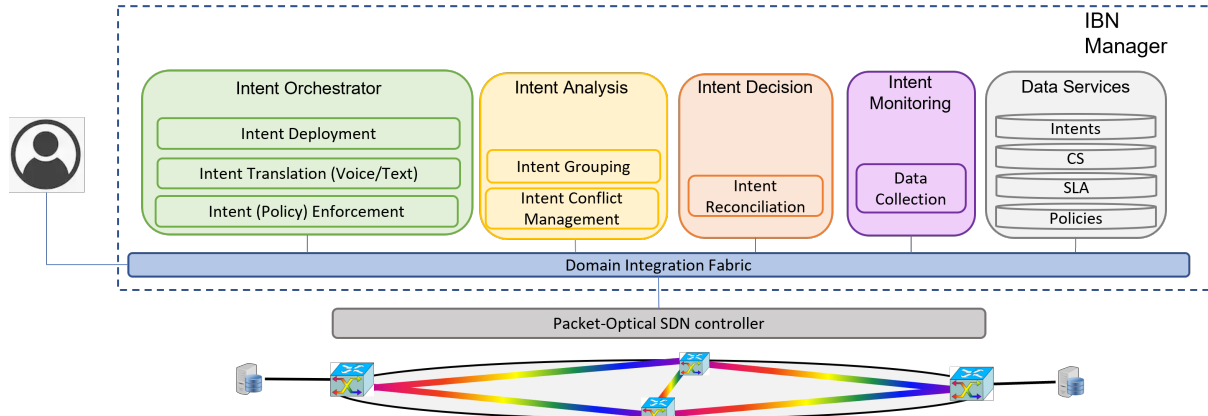 IBN
Manager
Intent Orchestrator
Intent Deployment
Intent Translation (Voice/Text)
Intent (Policy) Enforcement
Intent Analysis
Intent Grouping
Intent Conflict
Management
Intent Decision
Intent
Reconciliation
Intent
Monitoring
Data
Collection
Data Services
Intents
CS
SLA
Policies
Domain Integration Fabric
Packet-Optical SDN controller